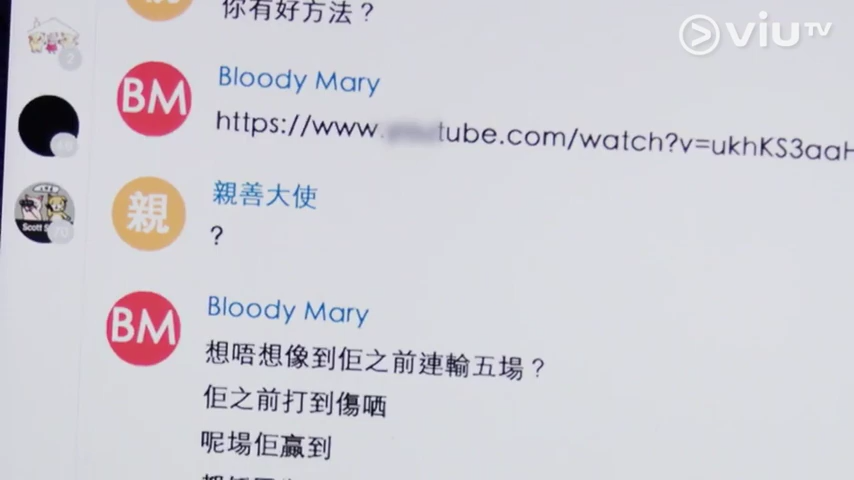 你有好方法？
viuTV
Bloody Mary
BM
https://www. tube.com/watch?v=ukhKS3aaH
親善大使
親
?
Bloody Mary
BM
想唔想像到佢之前連輸五場？
佢之前打到傷哂
呢場佢贏到